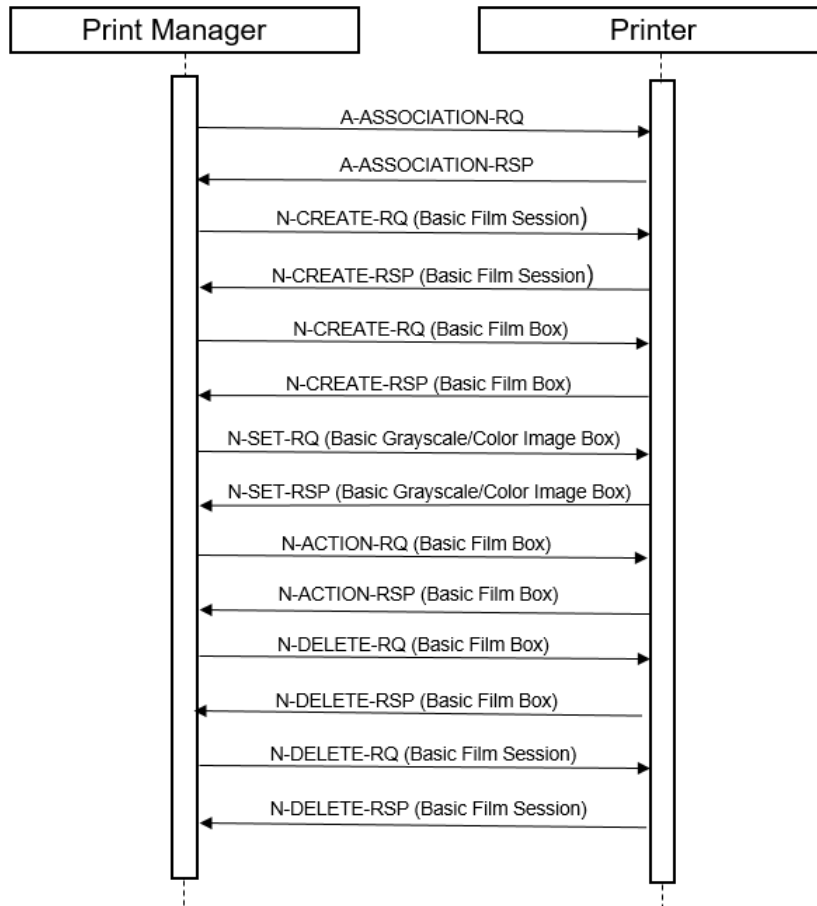 Print Manager
Printer
A-ASSOCIATION-RQ
A-ASSOCIATION-RSP
N-CREATE-RQ (Basic Film Session)
N-CREATE-RSP (Basic Film Session)
N-CREATE-RQ (Basic Film Box)
N-CREATE-RSP (Basic Film Box)
N-SET-RQ (Basic Grayscale/Color Image Box)
N-SET-RSP (Basic Grayscale/Color Image Box)
N-ACTION-RQ (Basic Film Box)
N-ACTION-RSP (Basic Film Box)
N-DELETE-RQ (Basic Film Box)
N-DELETE-RSP (Basic Film Box)
N-DELETE-RQ (Basic Film Session)
N-DELETE-RSP (Basic Film Session)